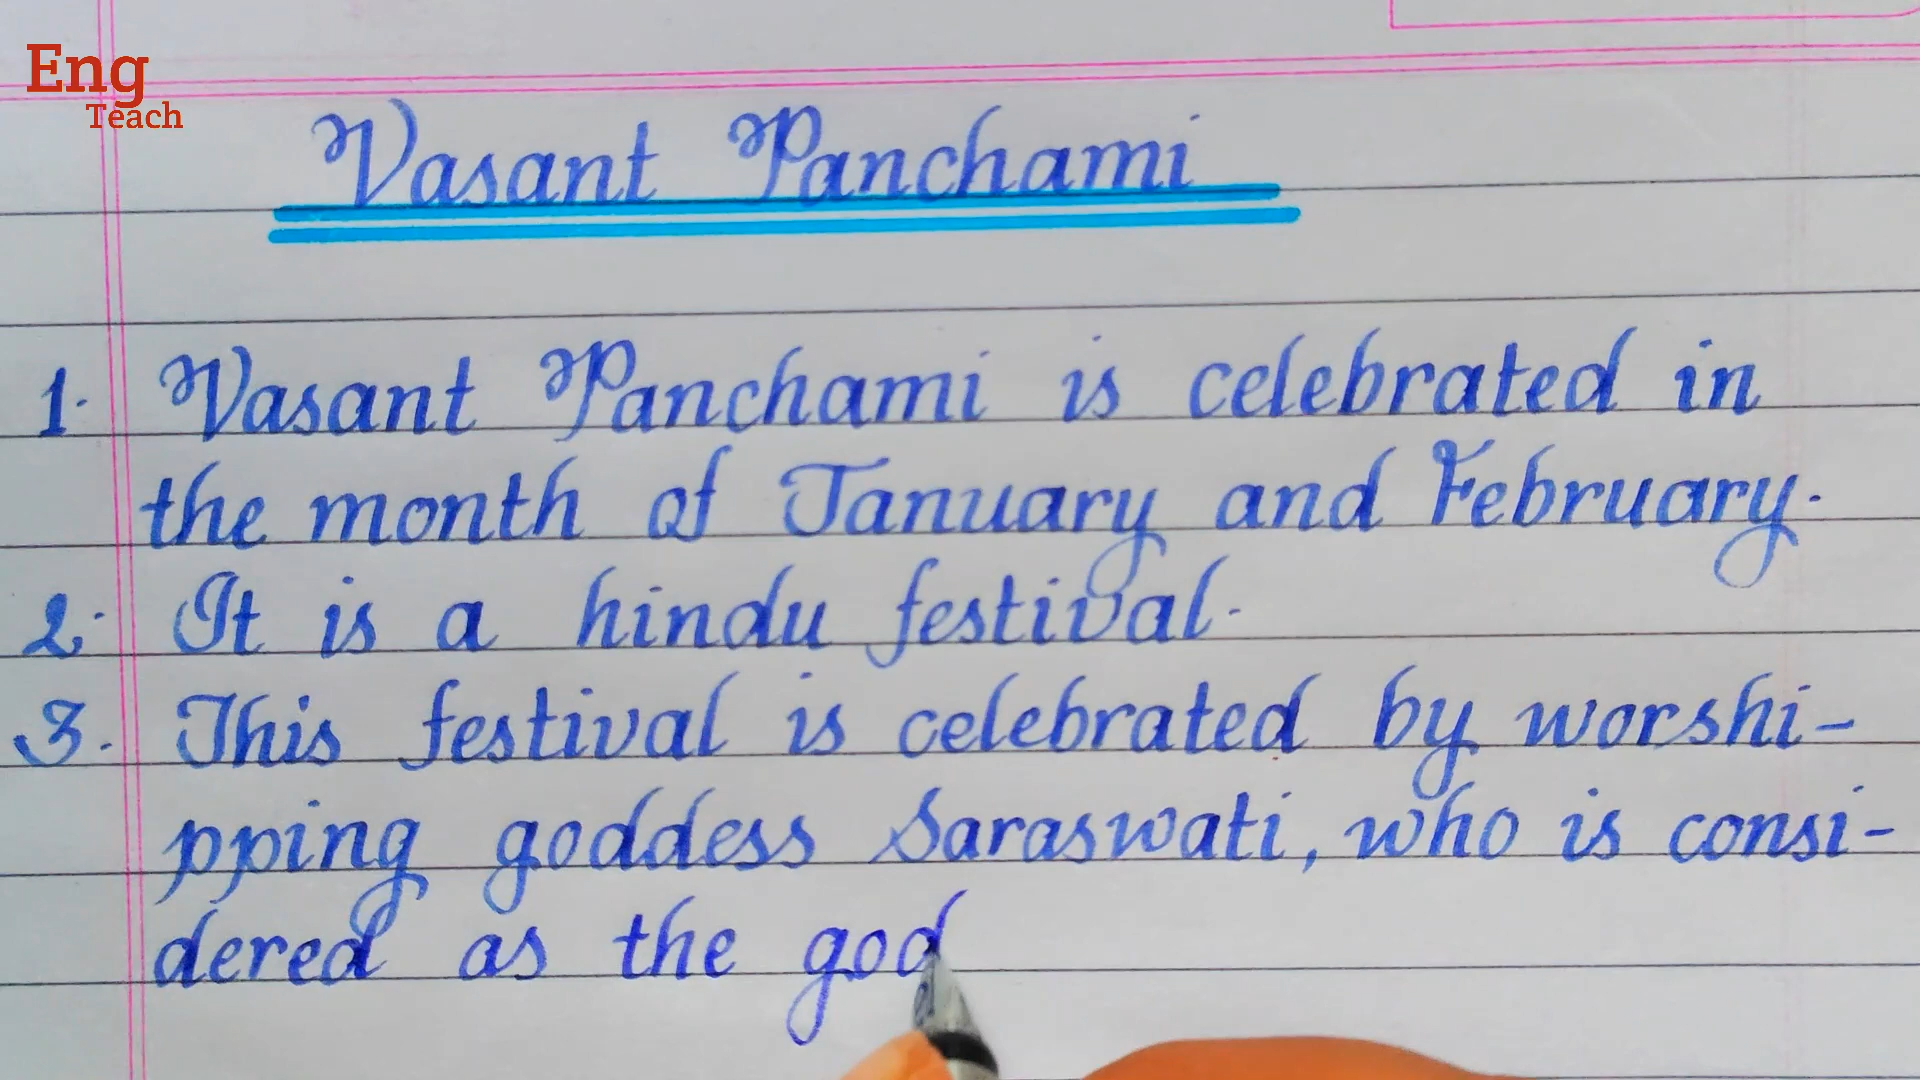 Eng
Teach
Vasant Panchami
1. Vasant Panchami is celebrated in
the month of January and February.
2. It is a hindu festival.
3. This festival is celebrated by worshi-
pping goddess Saraswati, who is consi-
dered as the god